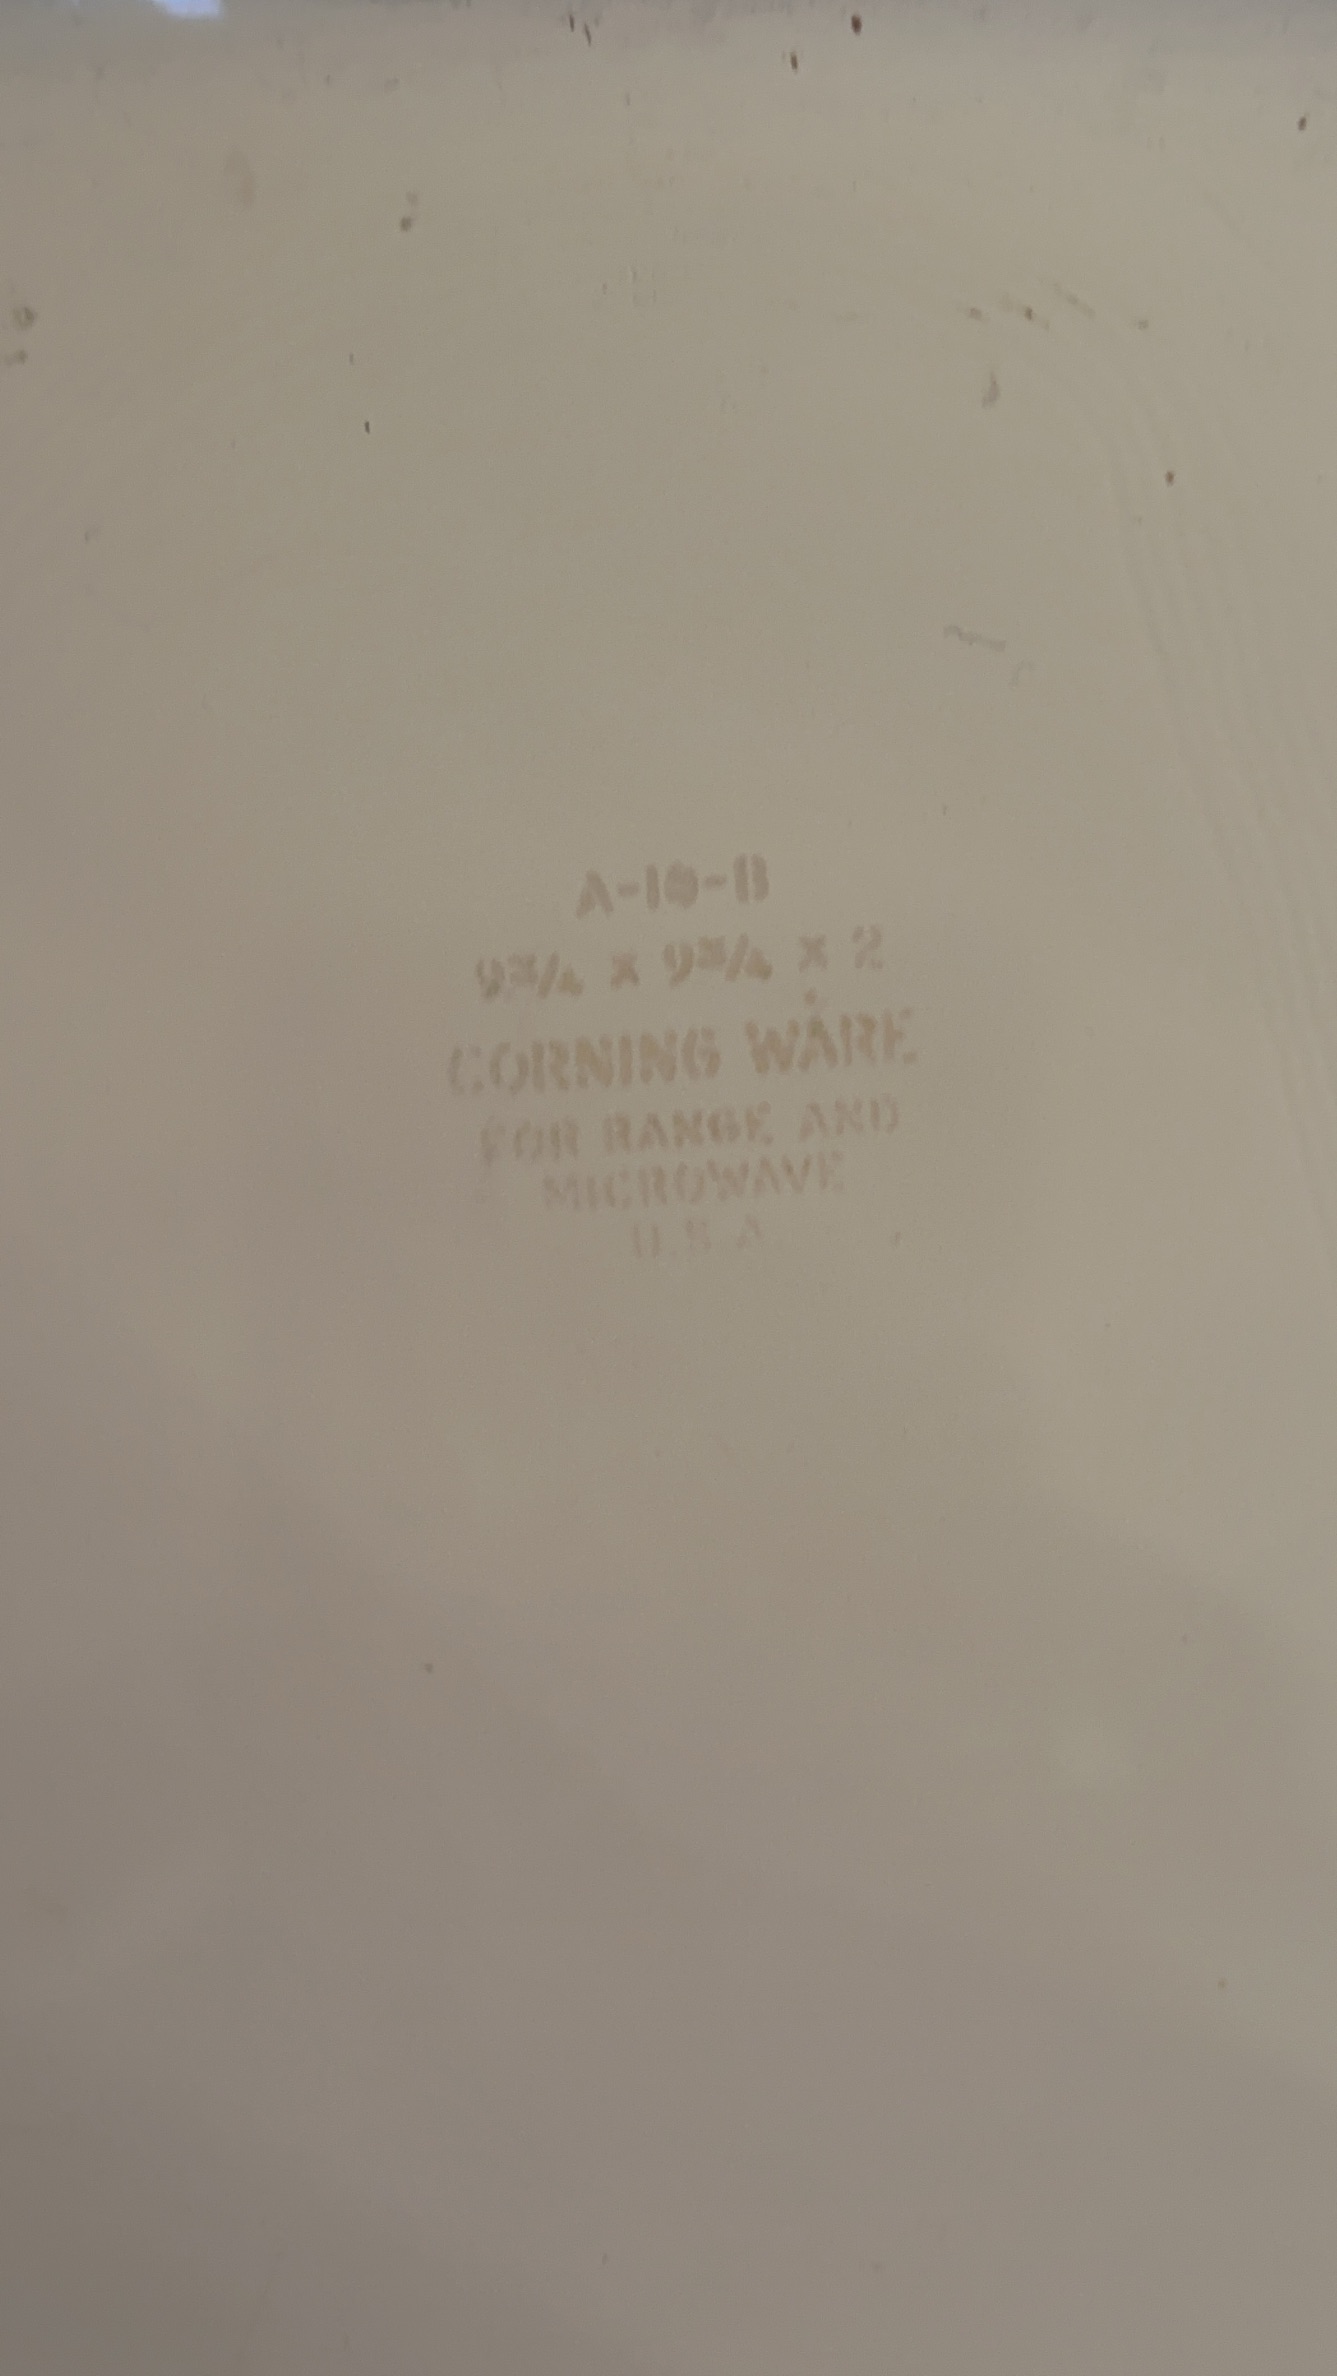 A-10-B
9¾ x 9¾ x 2
CORNING WARE
FOR RANGE AND
MICROWAVE
U.S.A